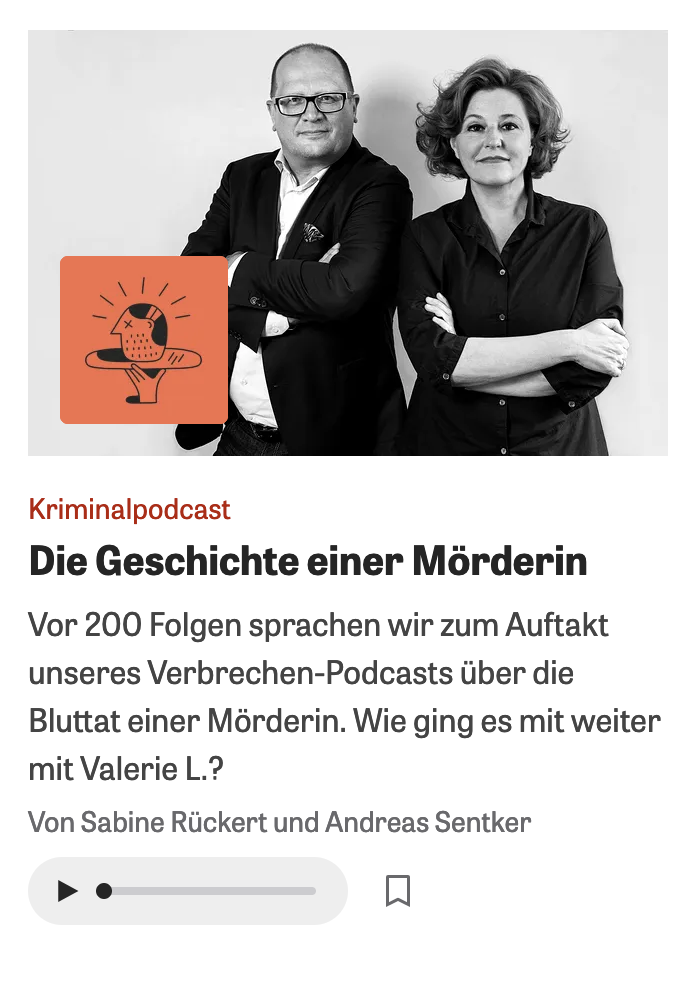 Kriminalpodcast
Die Geschichte einer Mörderin
Vor 200 Folgen sprachen wir zum Auftakt
unseres Verbrechen-Podcasts über die
Bluttat einer Mörderin. Wie ging es mit weiter
mit Valerie L.?
Von Sabine Rückert und Andreas Sentker